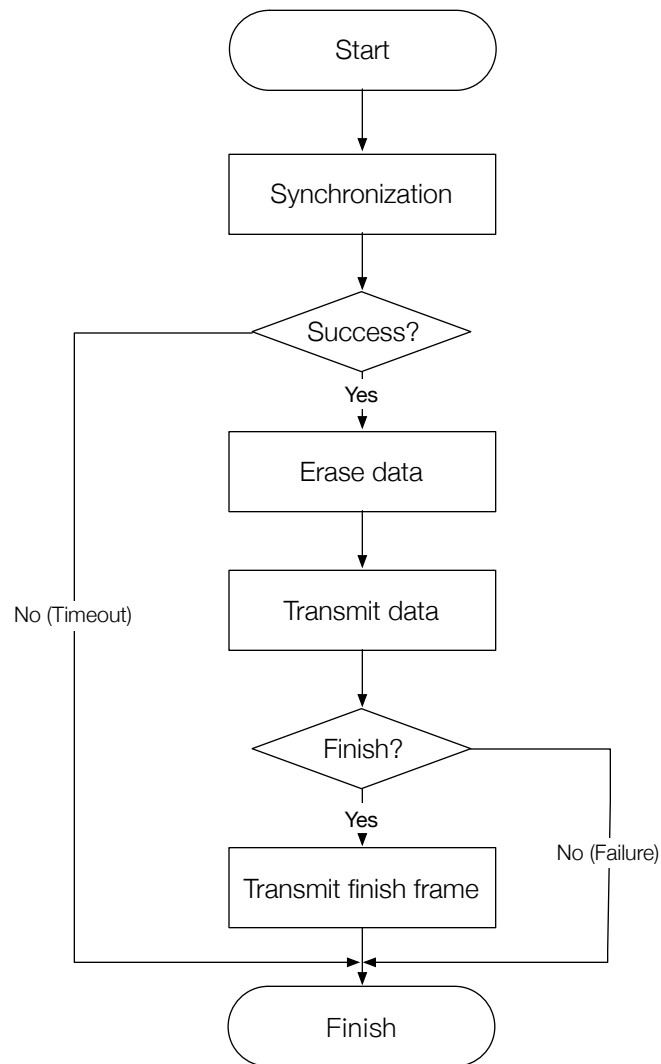 Start
Synchronization
Success?
Yes
Erase data
No (Timeout)
Transmit data
Finish?
Yes
No (Failure)
Transmit finish frame
Finish